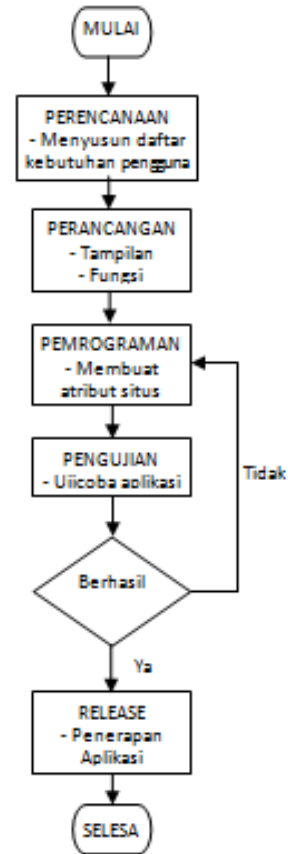 MULAI
PERENCANAAN
- Menyusun daftar
kebutuhan pengguna
PERANCANGAN
- Tampilan
- Fungsi
PEMROGRAMAN
- Membuat
atribut situs
PENGUJIAN
- Ujicoba aplikasi
Tidak
Berhasil
Ya
RELEASE
- Penerapan
Aplikasi
SELESA